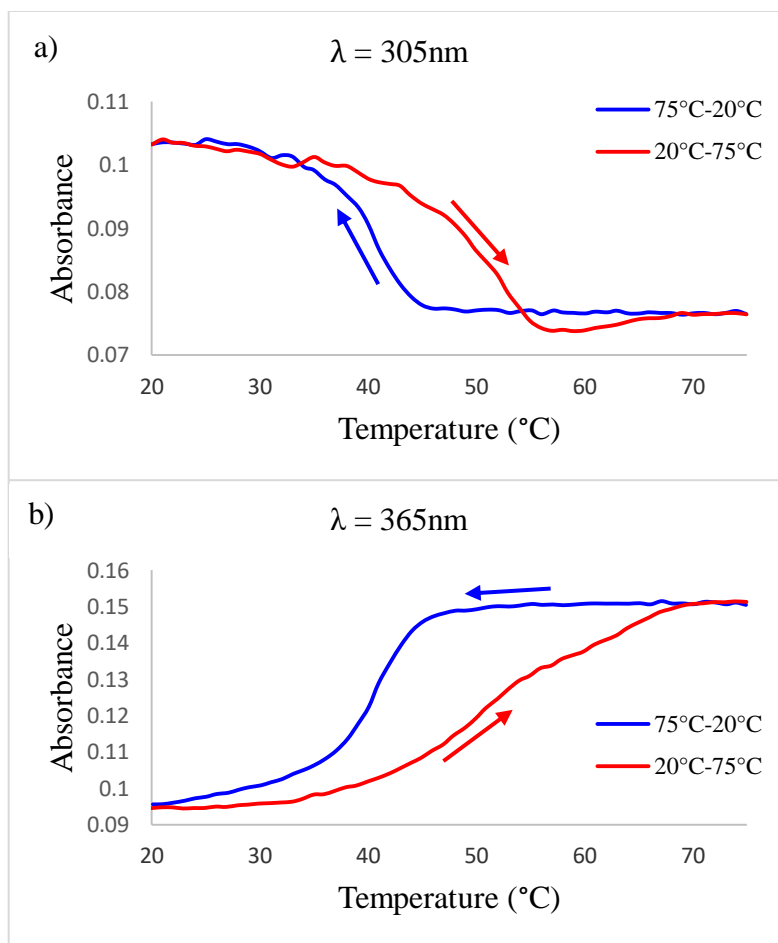 a)
λ = 305nm
75°C-20°C
20°C-75°C
0.11
0.1
0.09
0.08
0.07
Absorbance
20 30 40 50 60 70
Temperature (°C)
b)
λ = 365nm
0.16
0.15
0.14
0.13
0.12
0.11
0.1
0.09
Absorbance
75°C-20°C
20°C-75°C
20 30 40 50 60 70
Temperature (°C)